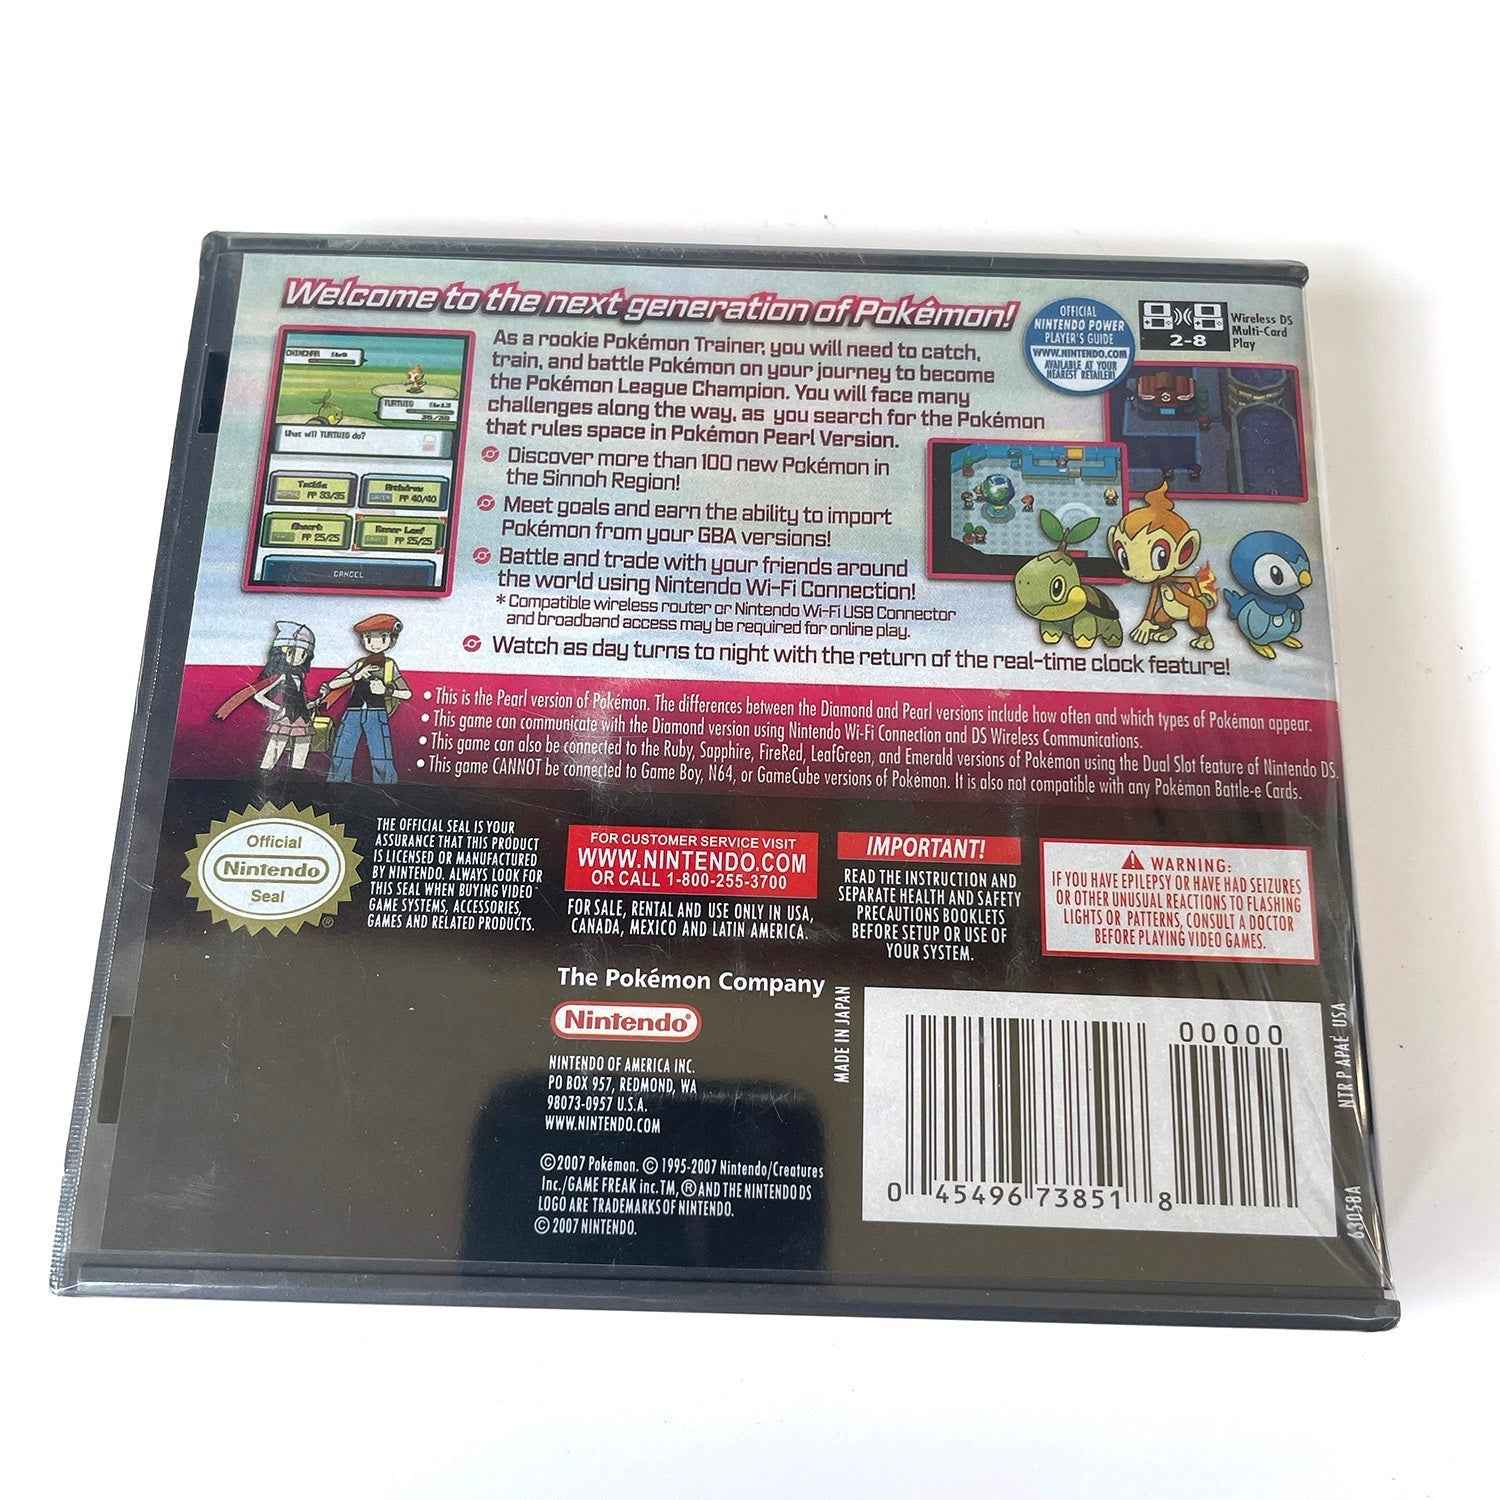 Welcome to the next generation of Pokémon!
As a rookie Pokémon Trainer, you will need to catch,
train, and battle Pokémon on your journey to become
the Pokémon League Champion. You will face many
challenges along the way, as you search for the Pokémon
that rules space in Pokémon Pearl Version.
Discover more than 100 new Pokémon in
the Sinnoh Region!
Meet goals and earn the ability to import
Pokémon from your GBA versions!
Battle and trade with your friends around
the world using Nintendo Wi-Fi Connection!
* Compatible wireless router or Nintendo Wi-Fi USB Connector
and broadband access may be required for online play.
Watch as day turns to night with the return of the real-time clock feature!
OFFICIAL
NINTENDO POWER
PLAYER'S GUIDE
WWW.NINTENDO.COM
AVAILABLE AT YOUR
NEAREST RETAILER!
2-8
Wireless DS
Multi-Card
Play
CHIMCHAR
TURTWIG
What will TURTWIG do?
Tackle
PP 33/35
Withdraw
PP 40/40
Absorb
PP 25/25
Razor Leaf
PP 25/25
CANCEL
• This is the Pearl version of Pokémon. The differences between the Diamond and Pearl versions include how often and which types of Pokémon appear.
• This game can communicate with the Diamond version using Nintendo Wi-Fi Connection and DS Wireless Communications.
• This game can also be connected to the Ruby, Sapphire, FireRed, LeafGreen, and Emerald versions of Pokémon using the Dual Slot feature of Nintendo DS.
• This game CANNOT be connected to Game Boy, N64, or GameCube versions of Pokémon. It is also not compatible with any Pokémon Battle-e Cards.
Official
Nintendo
Seal
®
THE OFFICIAL SEAL IS YOUR
ASSURANCE THAT THIS PRODUCT
IS LICENSED OR MANUFACTURED
BY NINTENDO. ALWAYS LOOK FOR
THIS SEAL WHEN BUYING VIDEO
GAME SYSTEMS, ACCESSORIES,
GAMES AND RELATED PRODUCTS.
FOR CUSTOMER SERVICE VISIT
WWW.NINTENDO.COM
OR CALL 1-800-255-3700
FOR SALE, RENTAL AND USE ONLY IN USA,
CANADA, MEXICO AND LATIN AMERICA.
IMPORTANT!
READ THE INSTRUCTION AND
SEPARATE HEALTH AND SAFETY
PRECAUTIONS BOOKLETS
BEFORE SETUP OR USE OF
YOUR SYSTEM.
WARNING:
IF YOU HAVE EPILEPSY OR HAVE HAD SEIZURES
OR OTHER UNUSUAL REACTIONS TO FLASHING
LIGHTS OR PATTERNS, CONSULT A DOCTOR
BEFORE PLAYING VIDEO GAMES.
The Pokémon Company
Nintendo®
NINTENDO OF AMERICA INC.
PO BOX 957, REDMOND, WA
98073-0957 U.S.A.
WWW.NINTENDO.COM
©2007 Pokémon. © 1995-2007 Nintendo/Creatures
Inc./GAME FREAK inc. TM, ® AND THE NINTENDO DS
LOGO ARE TRADEMARKS OF NINTENDO.
© 2007 NINTENDO.
MADE IN JAPAN
00000
0 45496 73851 8
NTR P APAE USA
63058A